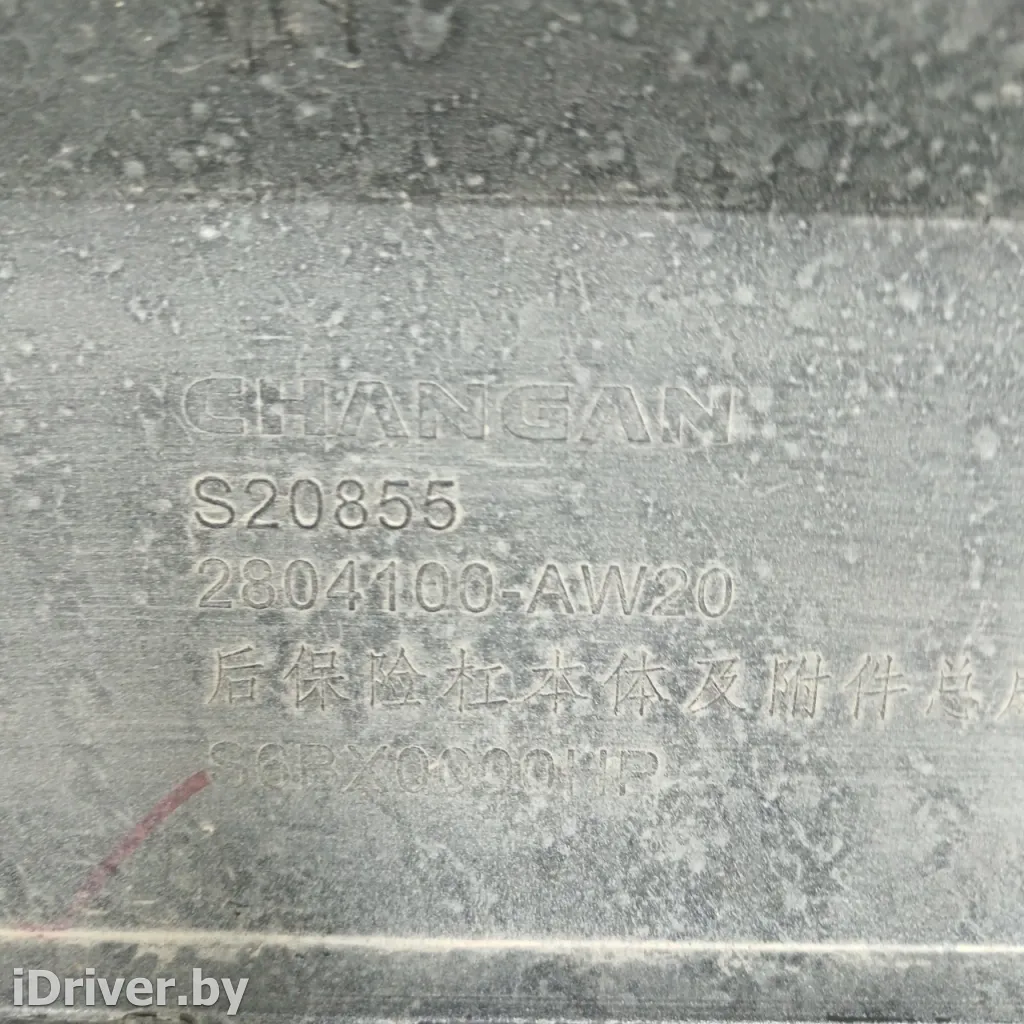 CHANGAN
S20855
2804100-AW20
后保险杠本体及附件总成
iDriver.by